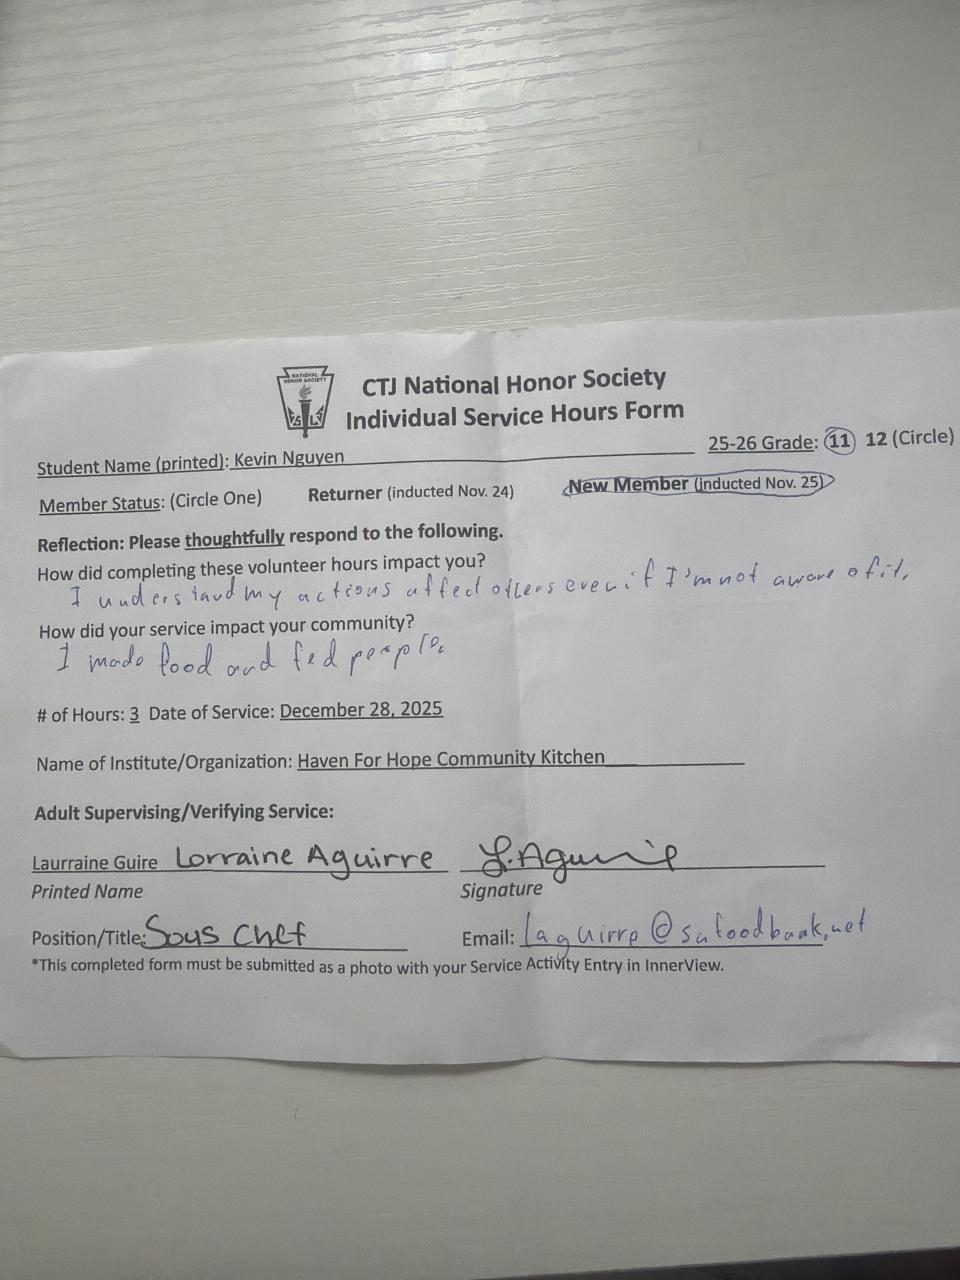 NATIONAL
HONOR SOCIETY
CTJ National Honor Society
Individual Service Hours Form
25-26 Grade: 11 12 (Circle)
Student Name (printed): Kevin Nguyen
Member Status: (Circle One) Returner (inducted Nov. 24) New Member (inducted Nov. 25)
Reflection: Please thoughtfully respond to the following.
How did completing these volunteer hours impact you?
I understand my actions affect others even if I'm not aware of it.
How did your service impact your community?
I made food and fed people.
# of Hours: 3 Date of Service: December 28, 2025
Name of Institute/Organization: Haven For Hope Community Kitchen
Adult Supervising/Verifying Service:
Laurraine Guire Lorraine Aguirre L. Aguirre
Printed Name Signature
Position/Title: Sous Chef Email: laguirre@safoodbank.net
*This completed form must be submitted as a photo with your Service Activity Entry in InnerView.